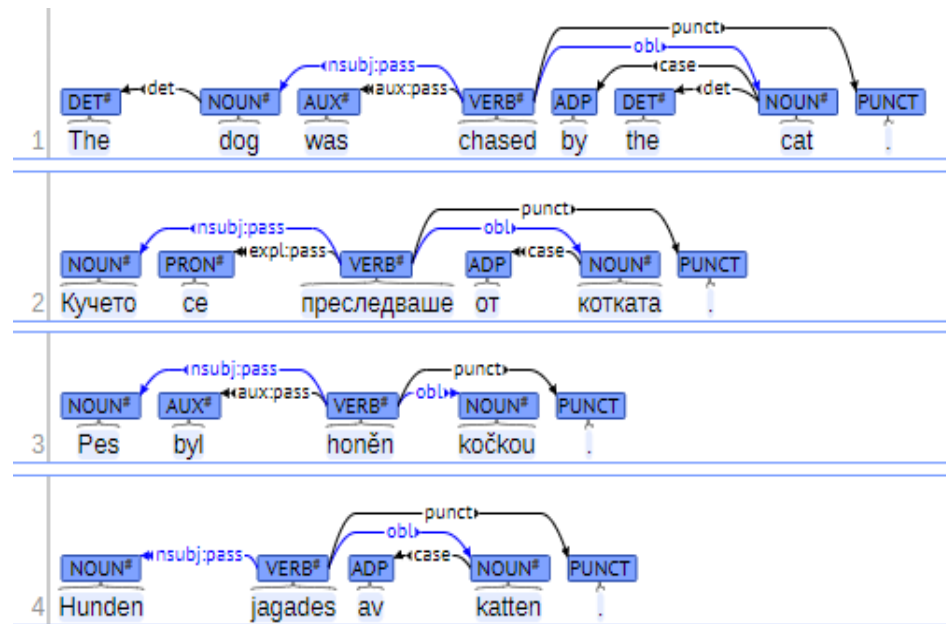 punct
obl
nsubj:pass case
det aux:pass det
DET# NOUN# AUX# VERB# ADP DET# NOUN# PUNCT
1 The dog was chased by the cat .
punct
nsubj:pass obl
expl:pass case
NOUN# PRON# VERB# ADP NOUN# PUNCT
2 Кучето се преследваше от котката .
nsubj:pass punct
aux:pass obl
NOUN# AUX# VERB# NOUN# PUNCT
3 Pes byl honěn kočkou .
punct
obl
nsubj:pass case
NOUN# VERB# ADP NOUN# PUNCT
4 Hunden jagades av katten .